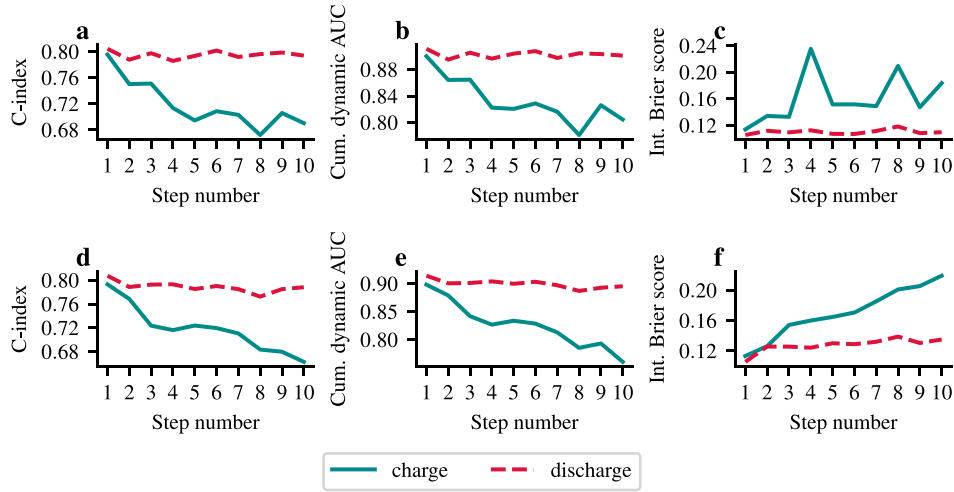 a
C-index
0.80
0.76
0.72
0.68
1 2 3 4 5 6 7 8 9 10
Step number
b
Cum. dynamic AUC
0.88
0.84
0.80
1 2 3 4 5 6 7 8 9 10
Step number
c
Int. Brier score
0.24
0.20
0.16
0.12
1 2 3 4 5 6 7 8 9 10
Step number
d
C-index
0.80
0.76
0.72
0.68
1 2 3 4 5 6 7 8 9 10
Step number
e
Cum. dynamic AUC
0.90
0.85
0.80
1 2 3 4 5 6 7 8 9 10
Step number
f
Int. Brier score
0.20
0.16
0.12
1 2 3 4 5 6 7 8 9 10
Step number
charge discharge